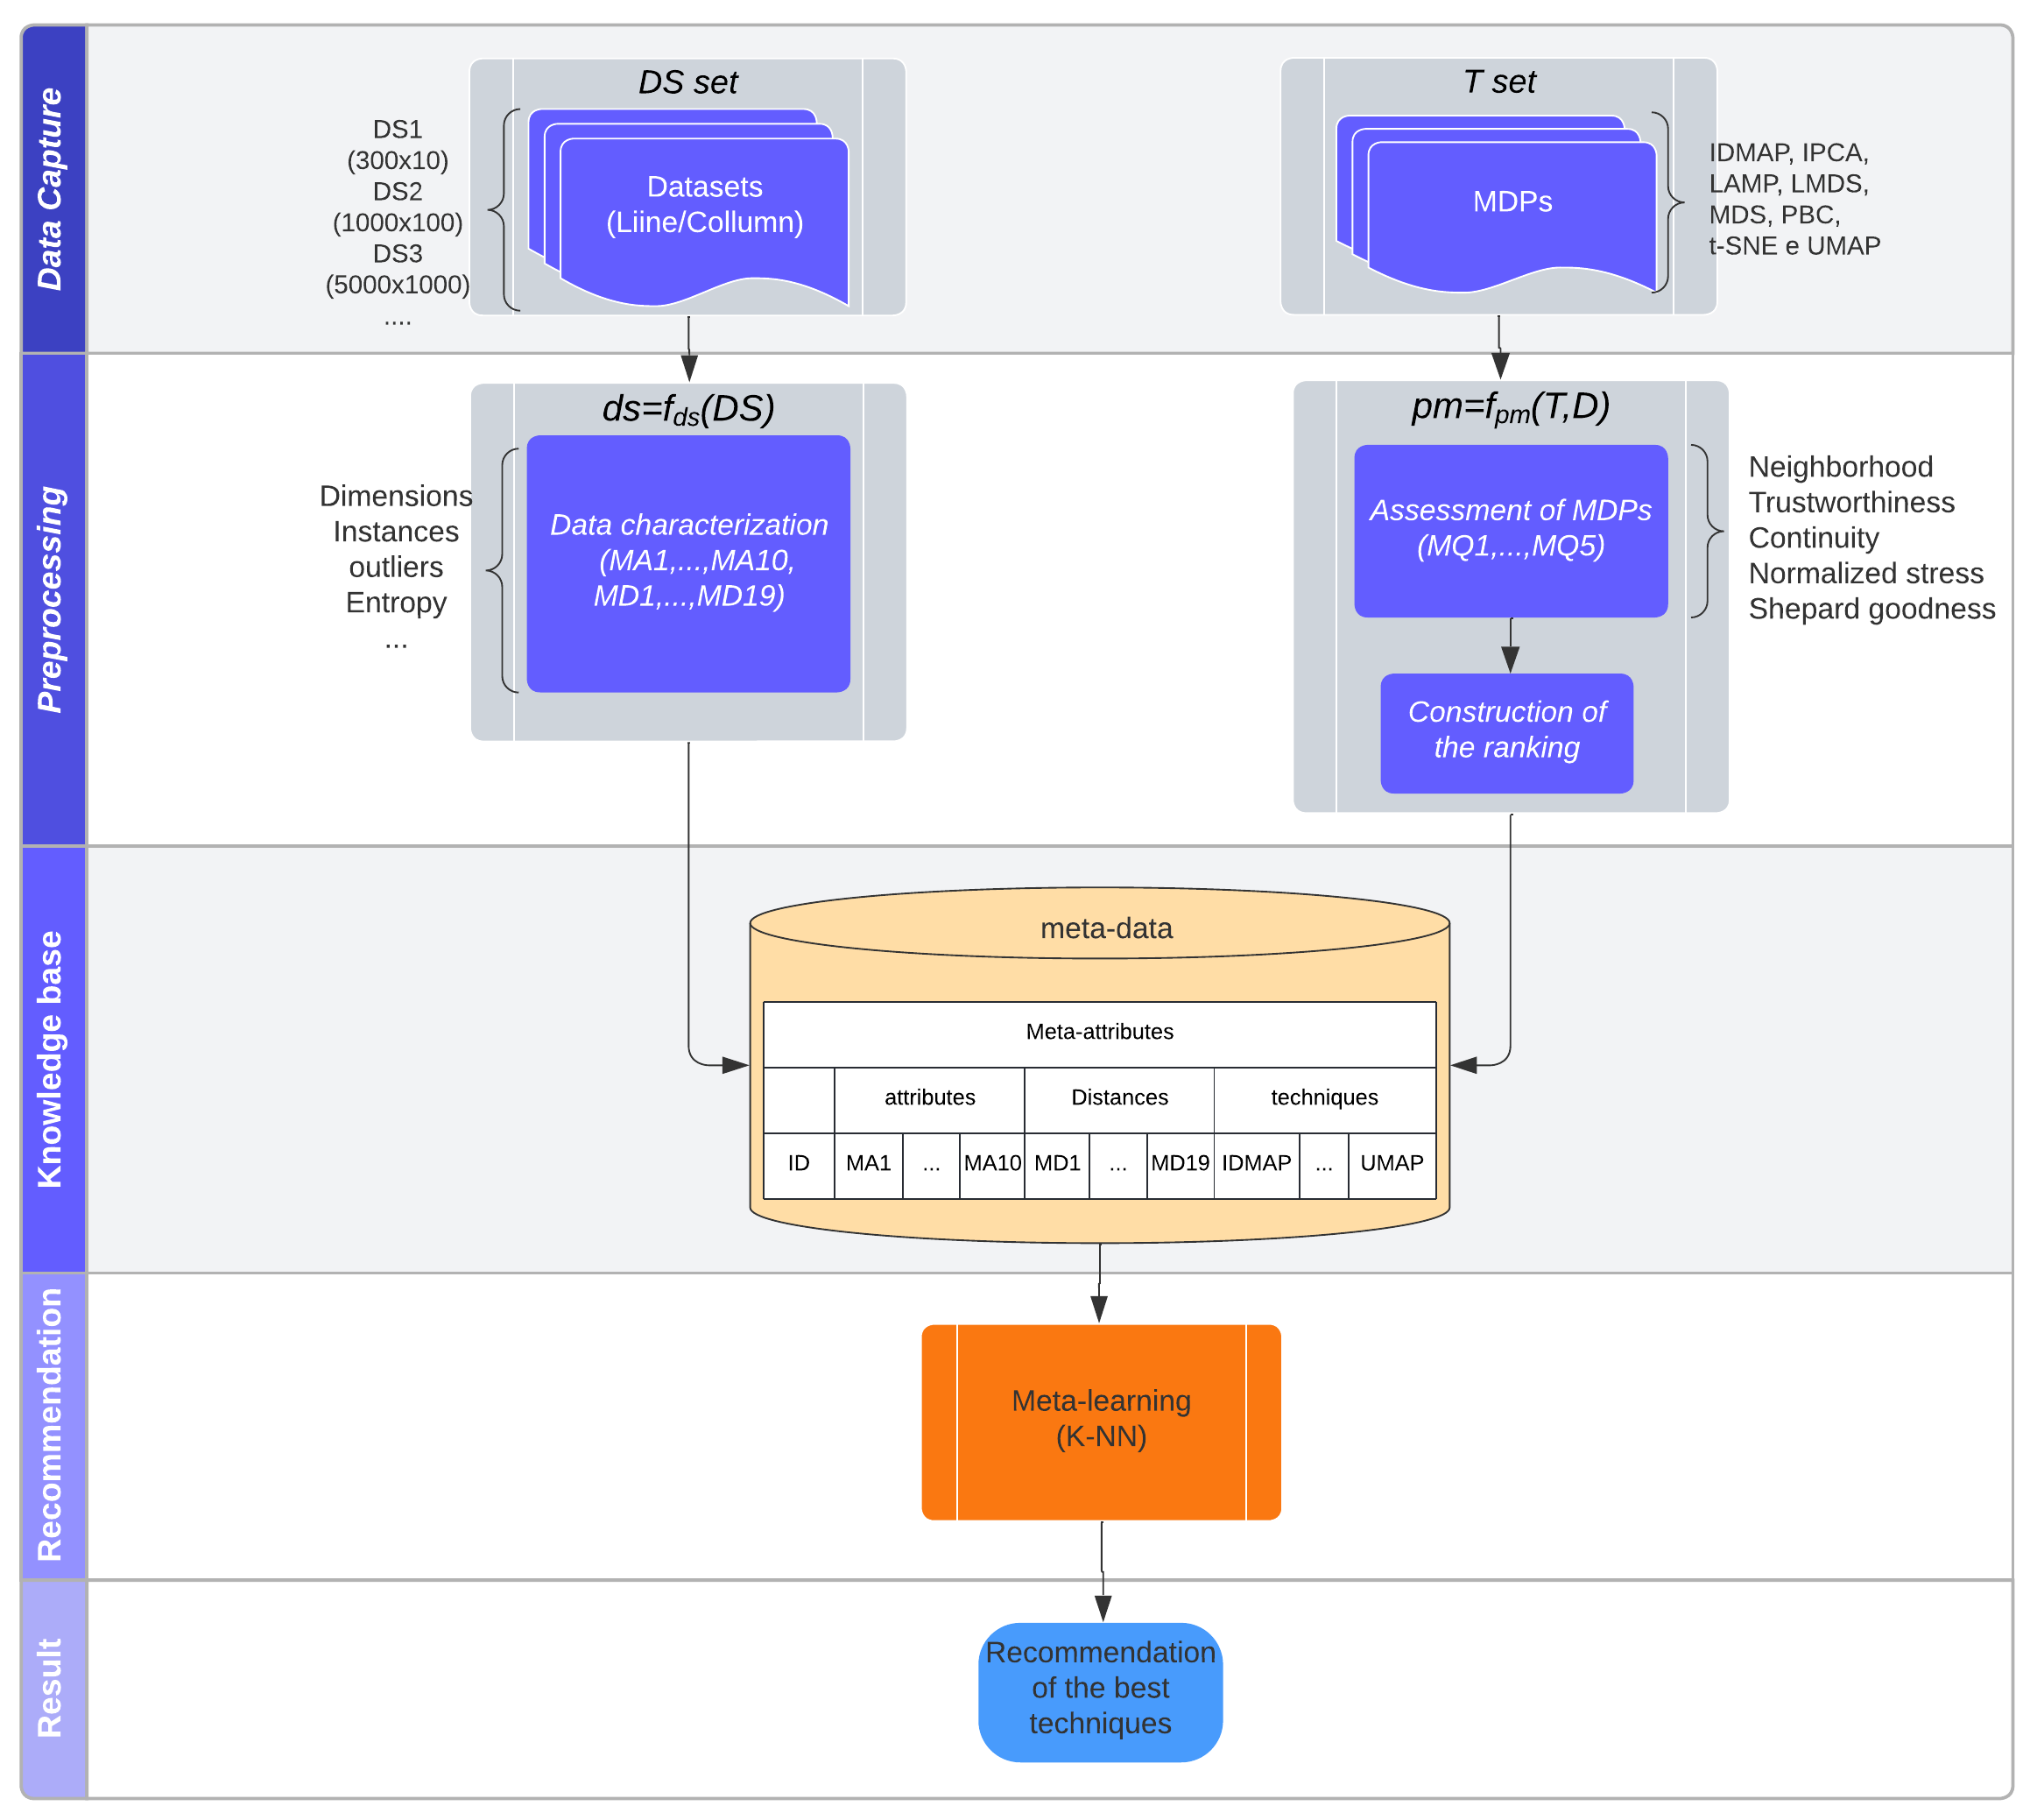 Data Capture
DS set
DS1
(300x10)
DS2
(1000x100)
DS3
(5000x1000)
....
Datasets
(Liine/Collumn)
T set
MDPs
IDMAP, IPCA,
LAMP, LMDS,
MDS, PBC,
t-SNE e UMAP
Preprocessing
ds=fds(DS)
Dimensions
Instances
outliers
Entropy
...
Data characterization
(MA1,...,MA10,
MD1,...,MD19)
pm=fpm(T,D)
Assessment of MDPs
(MQ1,...,MQ5)
Neighborhood
Trustworthiness
Continuity
Normalized stress
Shepard goodness
Construction of
the ranking
Knowledge base
meta-data
Meta-attributes
attributes Distances techniques
ID MA1 ... MA10 MD1 ... MD19 IDMAP ... UMAP
Recommendation
Meta-learning
(K-NN)
Result
Recommendation
of the best
techniques